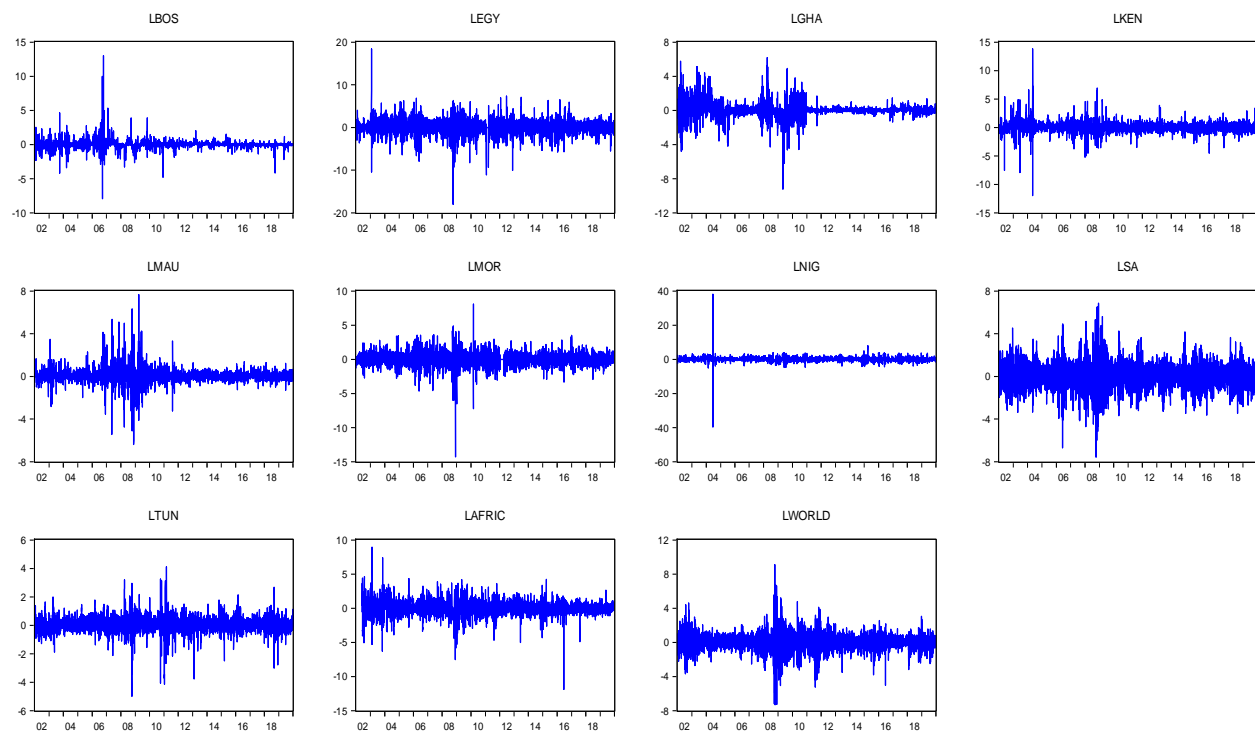 LBOS LEGY LGHA LKEN
15 20 8 15
10 10 4 10
5 0 0 5
0 -10 -4 0
-5 -20 -8 -5
-10 -12 -10
-15
02 04 06 08 10 12 14 16 18 02 04 06 08 10 12 14 16 18 02 04 06 08 10 12 14 16 18 02 04 06 08 10 12 14 16 18
LMAU LMOR LNIG LSA
8 10 40 8
4 5 20 4
0 0 0 0
-4 -5 -20 -4
-8 -10 -40 -8
-15 -60
02 04 06 08 10 12 14 16 18 02 04 06 08 10 12 14 16 18 02 04 06 08 10 12 14 16 18 02 04 06 08 10 12 14 16 18
LTUN LAFRIC LWORLD
6 10 12
4 5 8
2 0 4
0 -5 0
-2 -10 -4
-4 -15 -8
-6
02 04 06 08 10 12 14 16 18 02 04 06 08 10 12 14 16 18 02 04 06 08 10 12 14 16 18